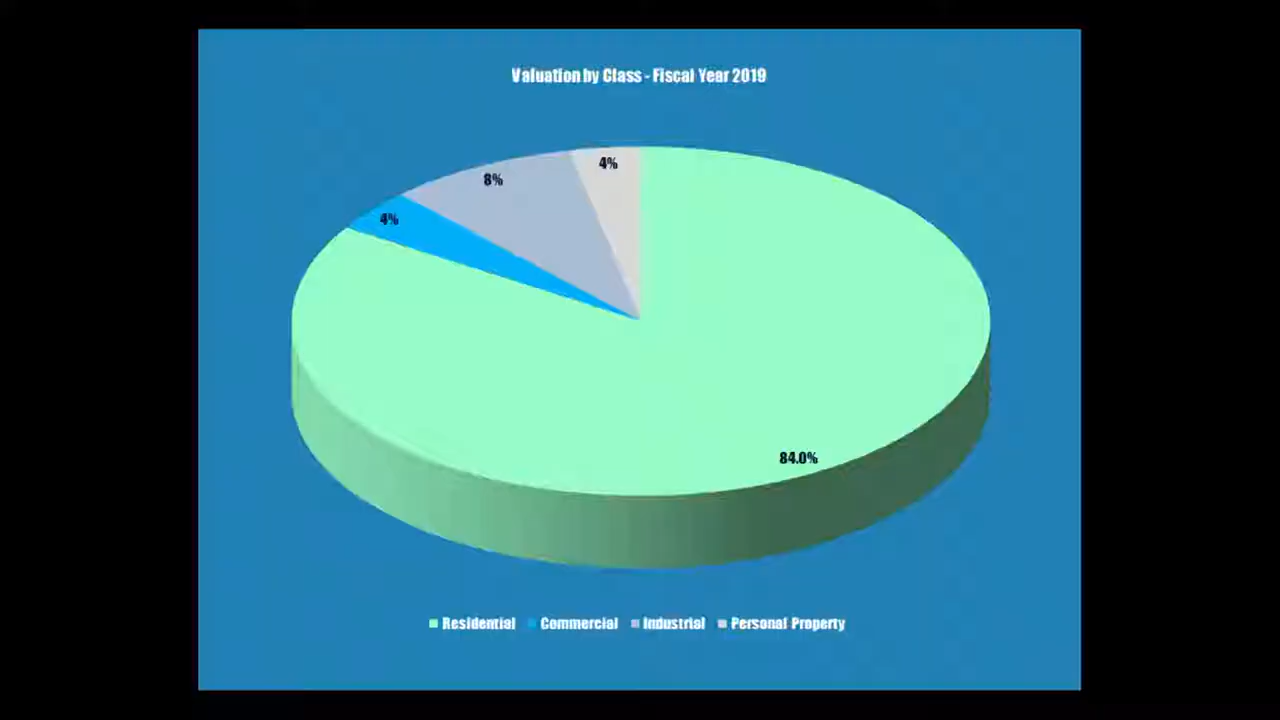 Valuation by Class - Fiscal Year 2019
4%
8%
4%
84.0%
Residential Commercial Industrial Personal Property